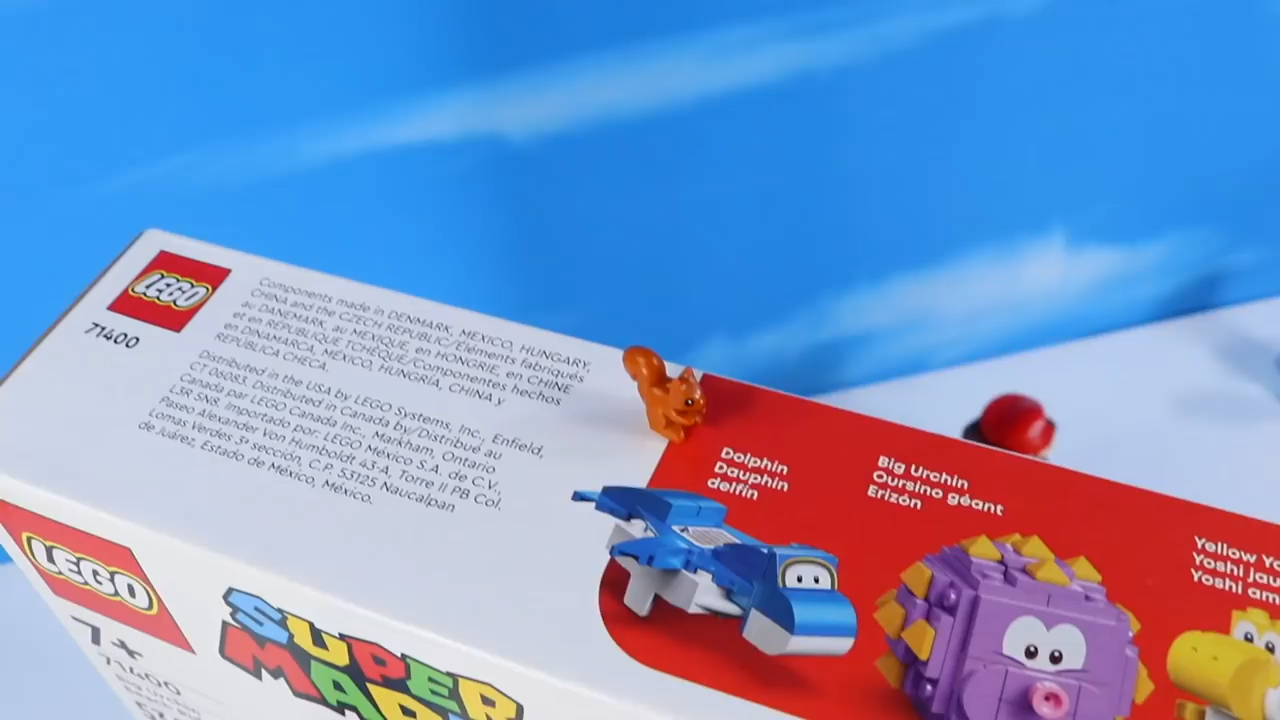 LEGO
71400
Components made in DENMARK, MEXICO, HUNGARY,
CHINA and the CZECH REPUBLIC/Éléments fabriqués
au DANEMARK, au MEXIQUE, en HONGRIE, en CHINE
et en RÉPUBLIQUE TCHÈQUE/Componentes hechos
en DINAMARCA, MÉXICO, HUNGRÍA, CHINA y
REPÚBLICA CHECA.
Distributed in the USA by LEGO Systems, Inc., Enfield,
CT 06083. Distributed in Canada by/Distribué au
Canada par LEGO Canada Inc., Markham, Ontario
L3R 5N8. Importado por: LEGO México S.A. de C.V.,
Paseo Alexander Von Humboldt 43-A, Torre II PB Col.
Lomas Verdes 3ª sección, C.P. 53125 Naucalpan
de Juárez, Estado de México, México.
Dolphin
Dauphin
delfín
Big Urchin
Oursino géant
Erizón
Yellow
Yoshi
Yoshi
LEGO
7+
71400
SUPER
MARIO